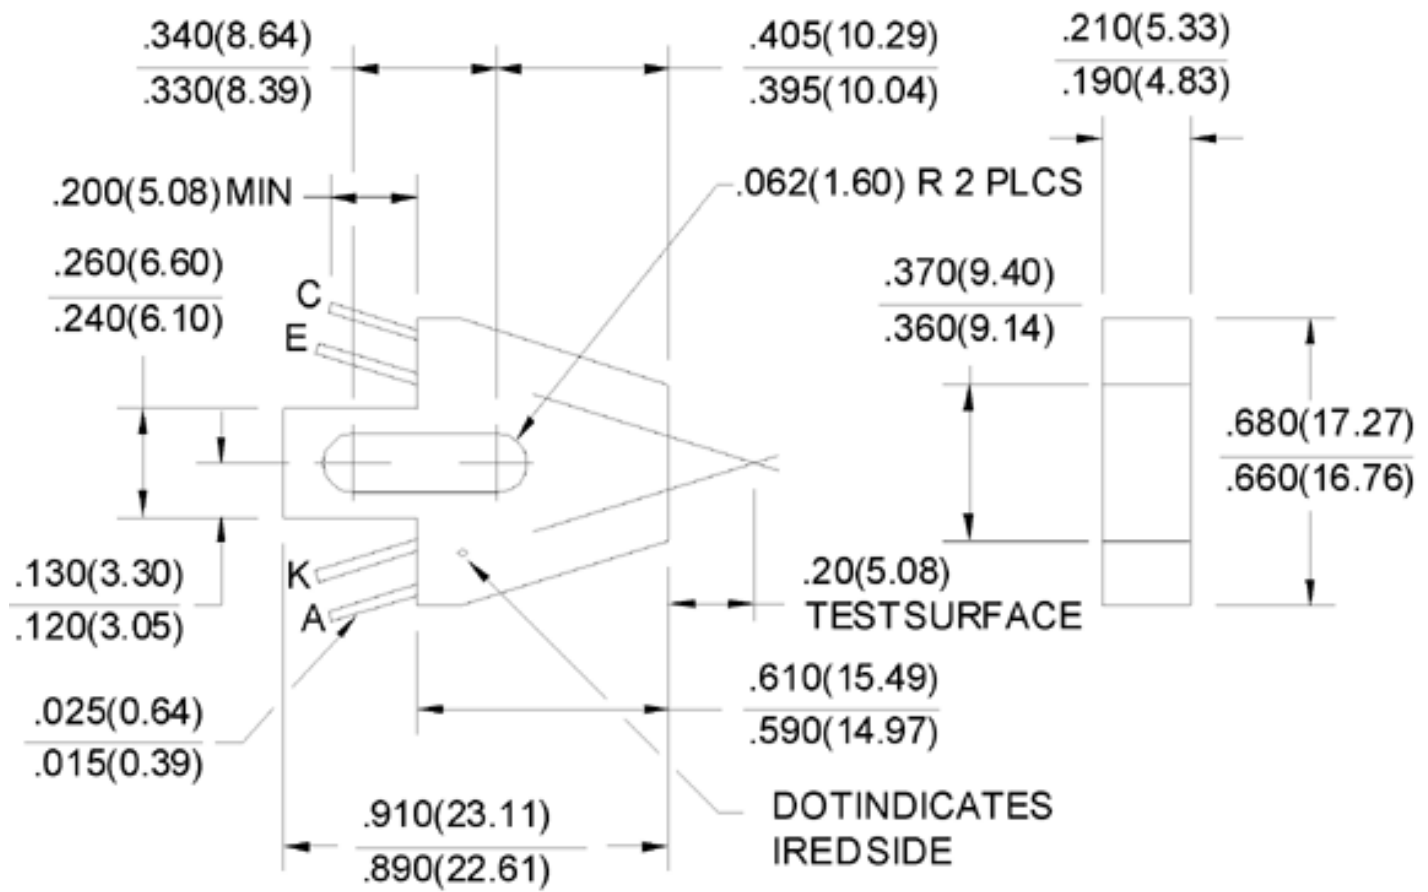 .340(8.64)
.330(8.39)
.405(10.29)
.395(10.04)
.210(5.33)
.190(4.83)
.200(5.08) MIN
.062(1.60) R 2 PLCS
.260(6.60)
.240(6.10)
.370(9.40)
.360(9.14)
C
E
.680(17.27)
.660(16.76)
K
A
.130(3.30)
.120(3.05)
.20(5.08)
TESTSURFACE
.025(0.64)
.015(0.39)
.610(15.49)
.590(14.97)
.910(23.11)
.890(22.61)
DOTINDICATES
IREDSIDE